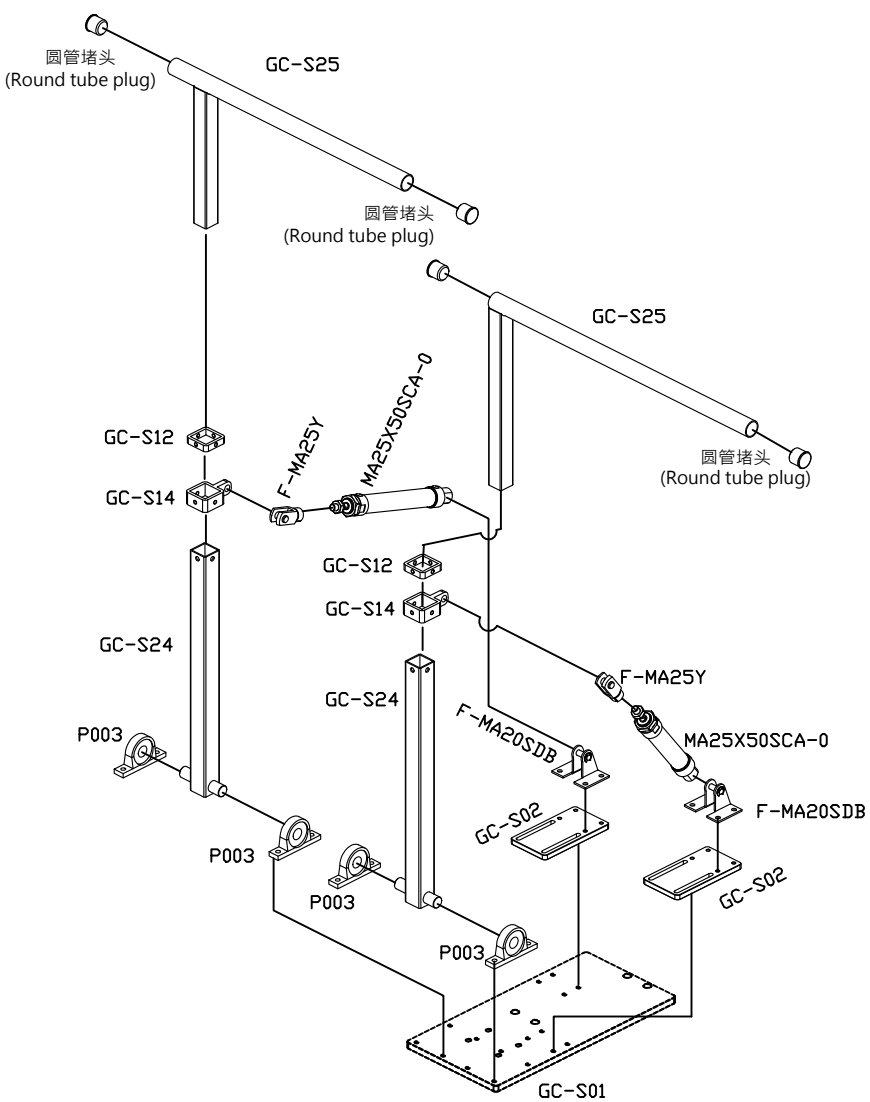 圆管堵头
(Round tube plug)
GC-S25
圆管堵头
(Round tube plug)
GC-S25
圆管堵头
(Round tube plug)
GC-S12
GC-S14
F-MA25Y
MA25X50SCA-0
GC-S12
GC-S14
GC-S24
GC-S24
F-MA25Y
P003
F-MA20SDB
MA25X50SCA-0
F-MA20SDB
GC-S02
P003
P003
GC-S02
P003
GC-S01